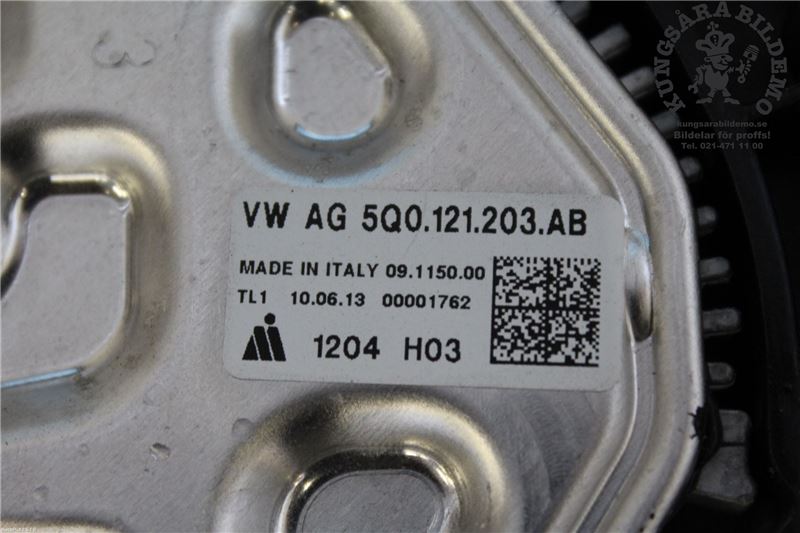 KUNGSÅRA BILDEMO
kungsarabildemo.se
Bildelar för proffs!
Tel. 021-471 11 00
VW AG 5Q0.121.203.AB
MADE IN ITALY 09.1150.00
TL1 10.06.13 00001762
1204 H03